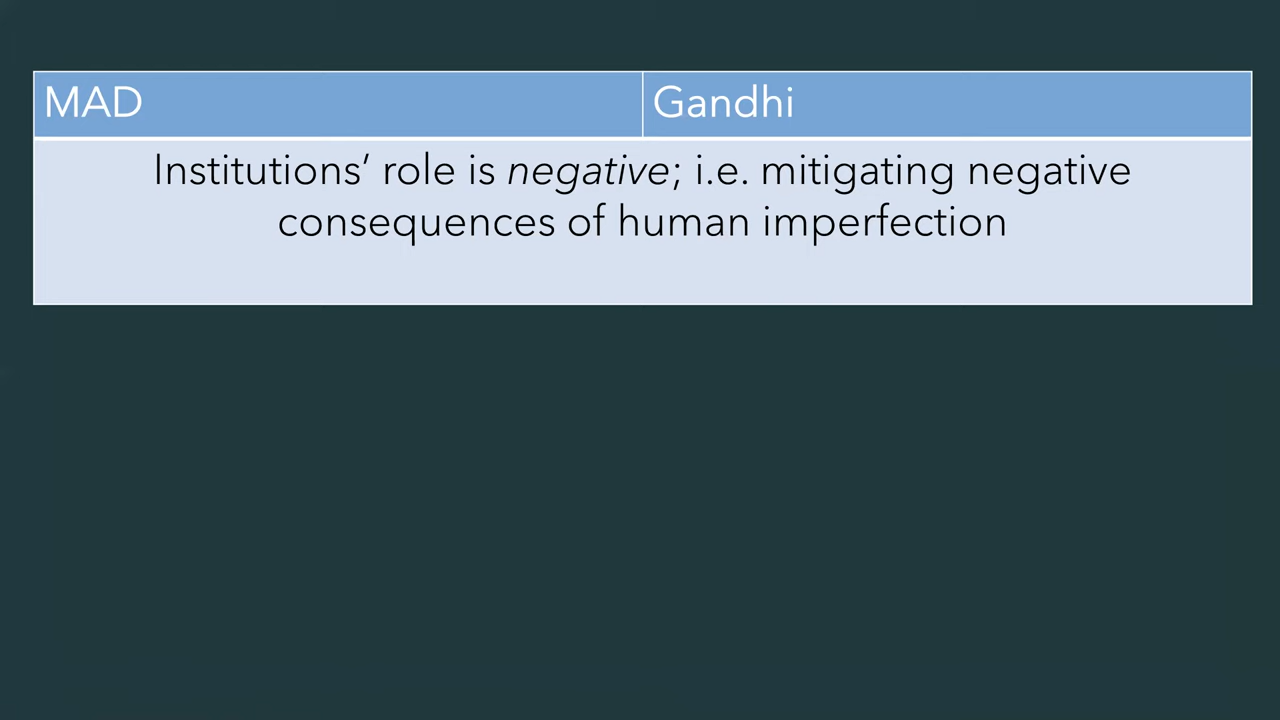 MAD
Gandhi
Institutions’ role is negative; i.e. mitigating negative
consequences of human imperfection